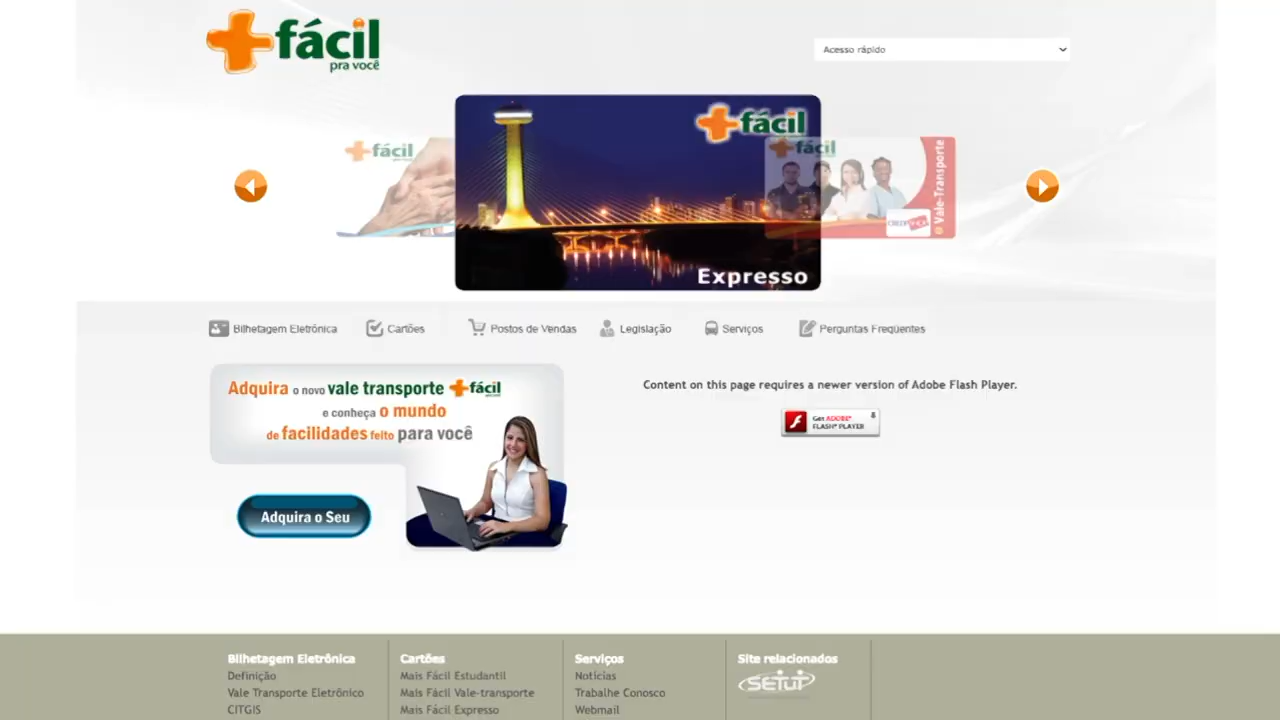 fácil
pra você
Acesso rápido
fácil
fácil
fácil
Vale-Transporte
Expresso
Bilhetagem Eletrônica
Cartões
Postos de Vendas
Legislação
Serviços
Perguntas Freqüentes
Adquira o novo vale transporte fácil
e conheça o mundo
de facilidades feito para você
Adquira o Seu
Content on this page requires a newer version of Adobe Flash Player.
Get ADOBE®
FLASH® PLAYER
Bilhetagem Eletrônica
Definição
Vale Transporte Eletrônico
CITGIS
Cartões
Mais Fácil Estudantil
Mais Fácil Vale-transporte
Mais Fácil Expresso
Serviços
Notícias
Trabalhe Conosco
Webmail
Site relacionados
SETUT